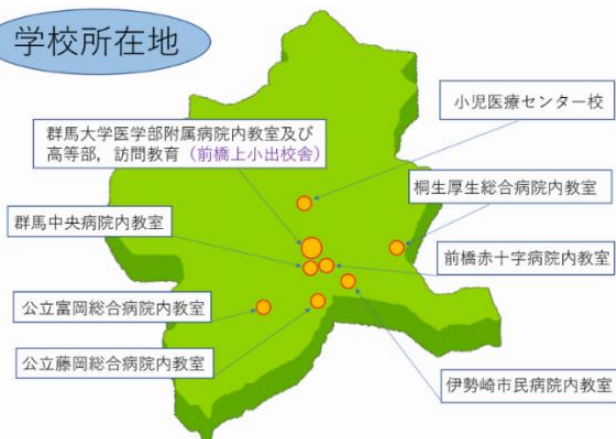 学校所在地
小児医療センター校
群馬大学医学部附属病院内教室及び
高等部，訪問教育（前橋上小出校舎）
桐生厚生総合病院内教室
群馬中央病院内教室
前橋赤十字病院内教室
公立富岡総合病院内教室
公立藤岡総合病院内教室
伊勢崎市民病院内教室